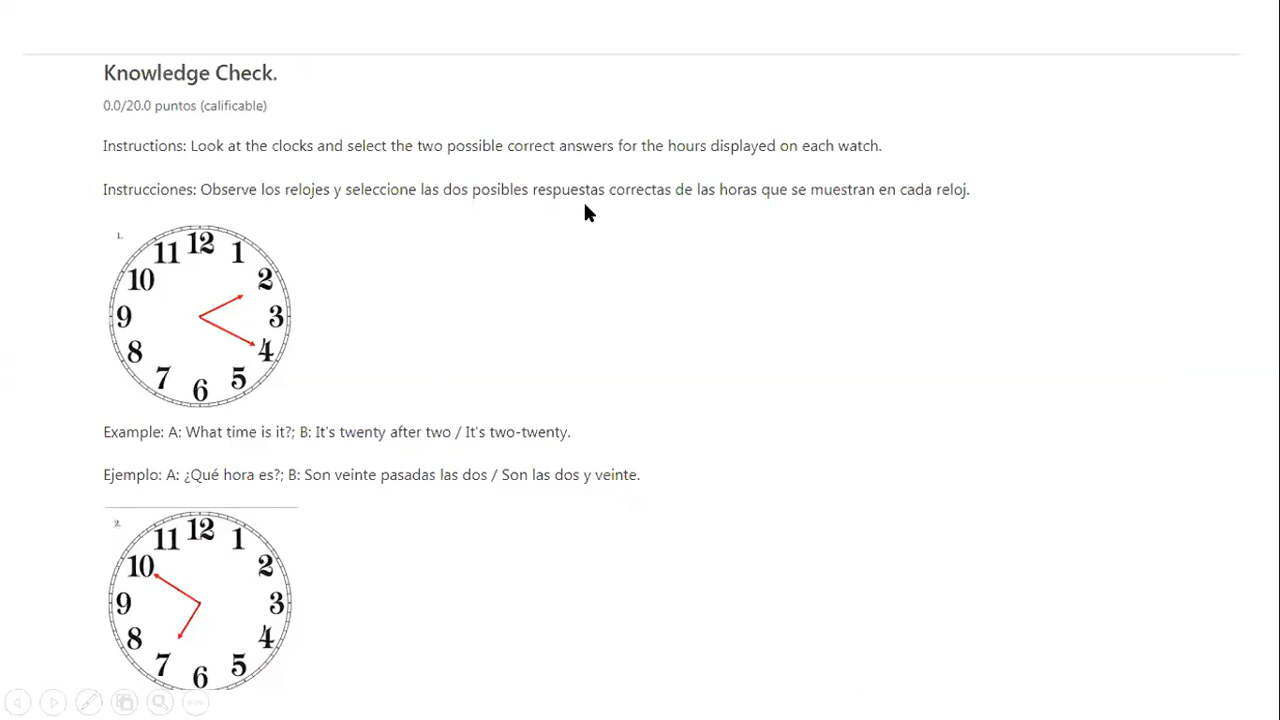 Knowledge Check.
0.0/20.0 puntos (calificable)
Instructions: Look at the clocks and select the two possible correct answers for the hours displayed on each watch.
Instrucciones: Observe los relojes y seleccione las dos posibles respuestas correctas de las horas que se muestran en cada reloj.
1.
11 12 1
10 2
9 3
8 4
7 6 5
Example: A: What time is it?; B: It's twenty after two / It's two-twenty.
Ejemplo: A: ¿Qué hora es?; B: Son veinte pasadas las dos / Son las dos y veinte.
2.
11 12 1
10 2
9 3
8 4
7 6 5